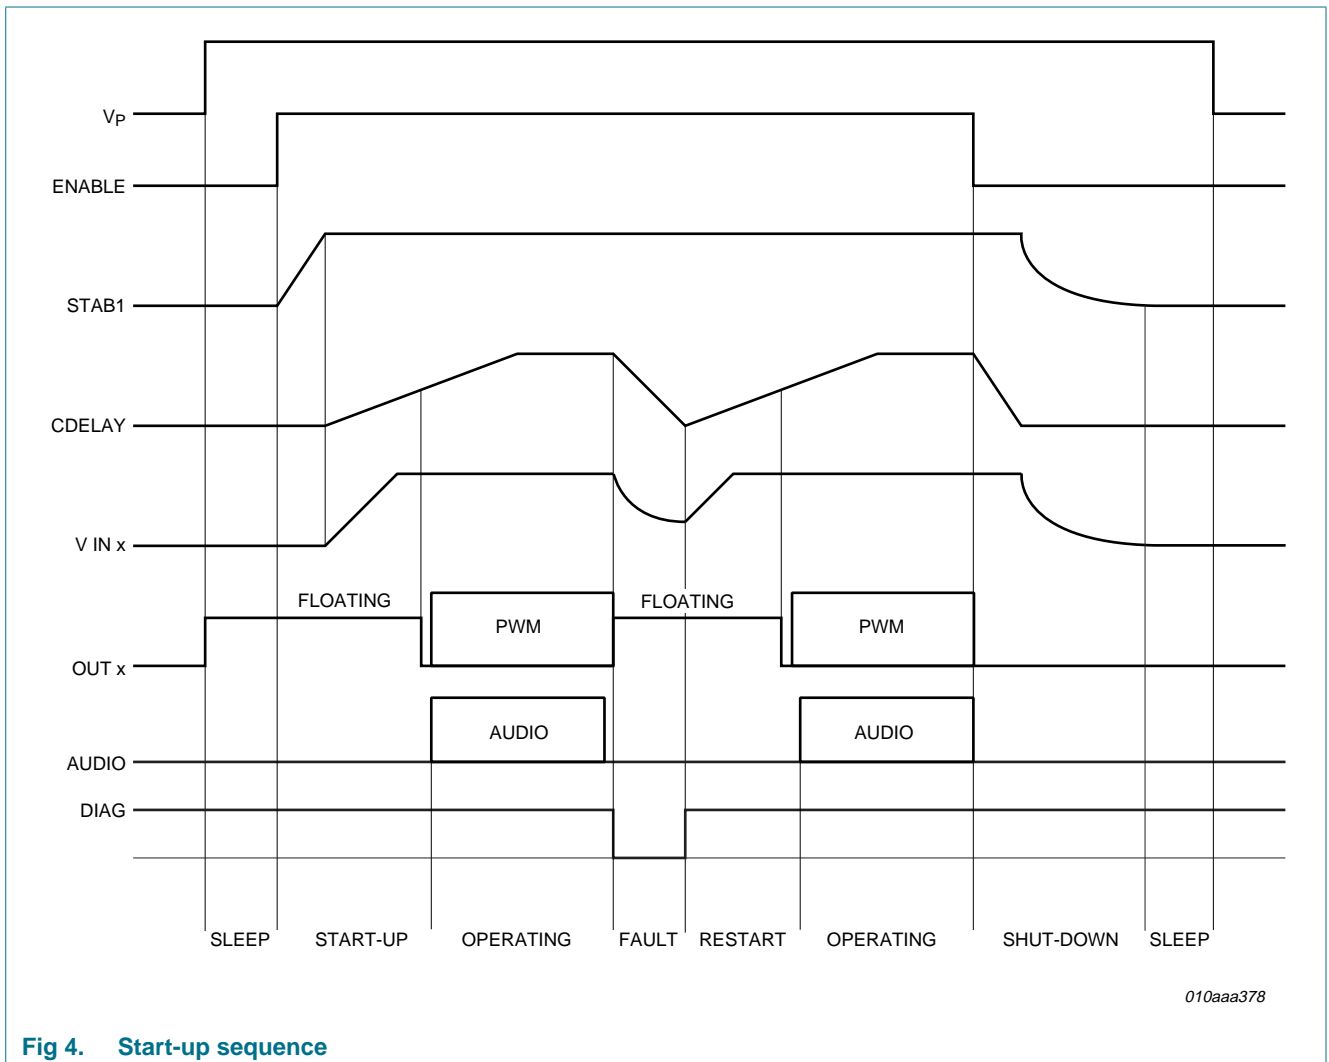 VP
ENABLE
STAB1
CDELAY
V IN x
FLOATING FLOATING
PWM PWM
OUT x
AUDIO AUDIO
AUDIO
DIAG
SLEEP START-UP OPERATING FAULT RESTART OPERATING SHUT-DOWN SLEEP
010aaa378
Fig 4. Start-up sequence